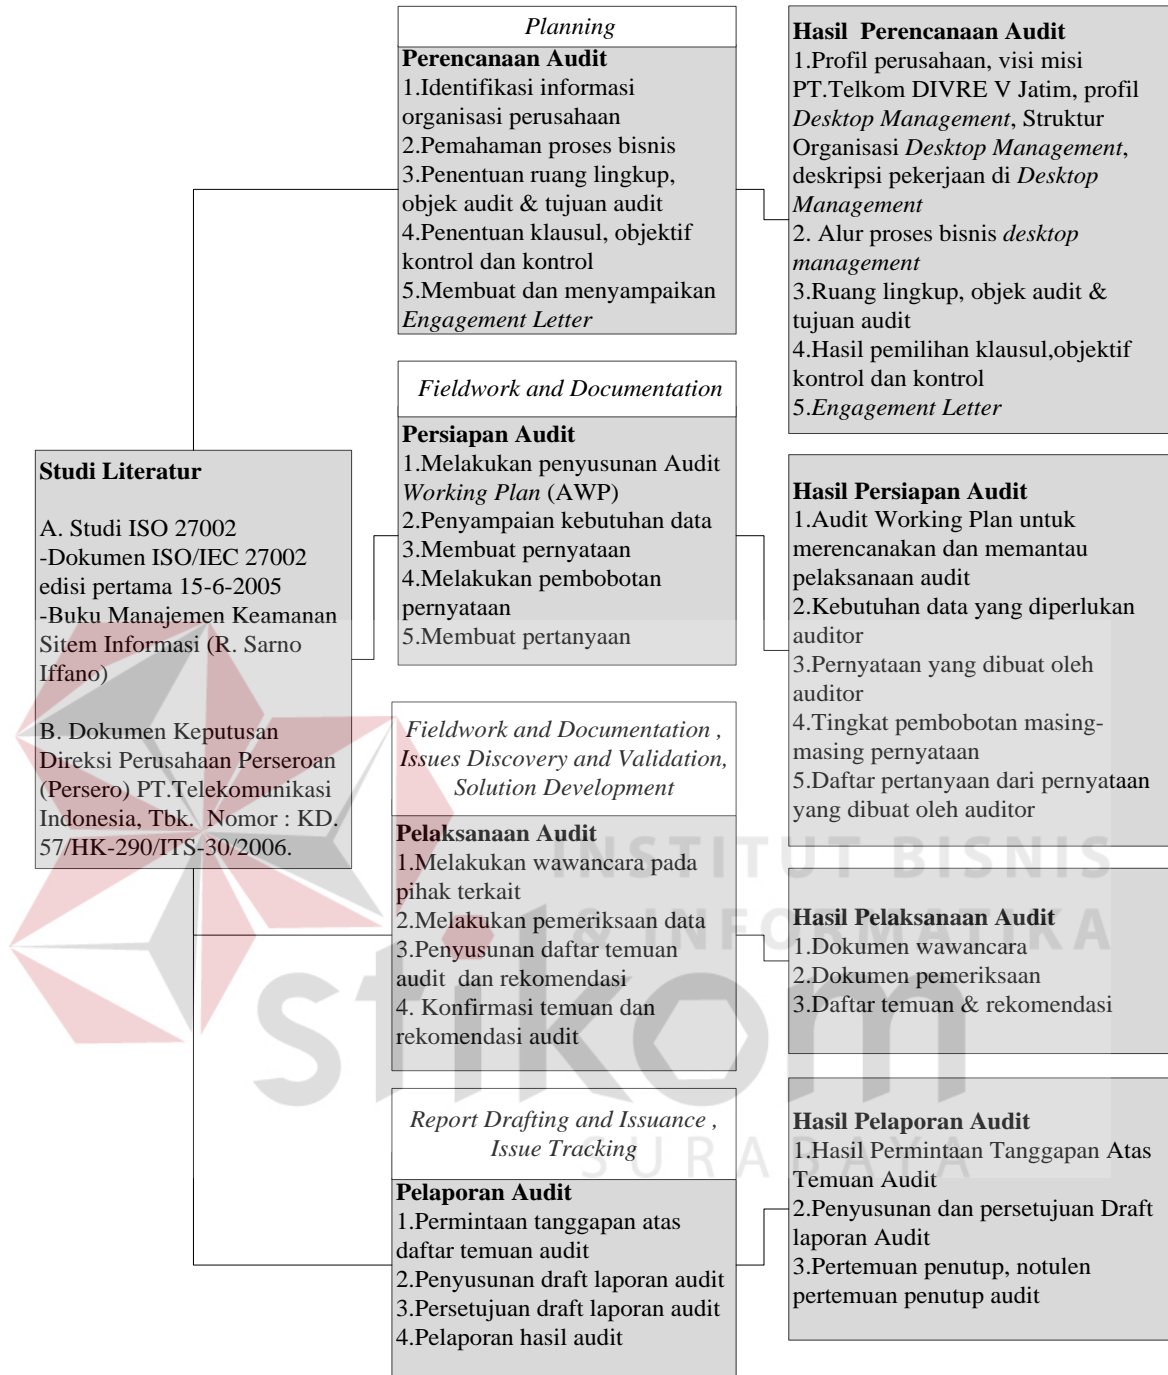 Planning
Perencanaan Audit
1.Identifikasi informasi
organisasi perusahaan
2.Pemahaman proses bisnis
3.Penentuan ruang lingkup,
objek audit & tujuan audit
4.Penentuan klausul, objektif
kontrol dan kontrol
5.Membuat dan menyampaikan
Engagement Letter
Hasil Perencanaan Audit
1.Profil perusahaan, visi misi
PT.Telkom DIVRE V Jatim, profil
Desktop Management, Struktur
Organisasi Desktop Management,
deskripsi pekerjaan di Desktop
Management
2. Alur proses bisnis desktop
management
3.Ruang lingkup, objek audit &
tujuan audit
4.Hasil pemilihan klausul,objektif
kontrol dan kontrol
5.Engagement Letter
Studi Literatur
A. Studi ISO 27002
-Dokumen ISO/IEC 27002
edisi pertama 15-6-2005
-Buku Manajemen Keamanan
Sitem Informasi (R. Sarno
Iffano)
B. Dokumen Keputusan
Direksi Perusahaan Perseroan
(Persero) PT.Telekomunikasi
Indonesia, Tbk. Nomor : KD.
57/HK-290/ITS-30/2006.
Fieldwork and Documentation
Persiapan Audit
1.Melakukan penyusunan Audit
Working Plan (AWP)
2.Penyampaian kebutuhan data
3.Membuat pernyataan
4.Melakukan pembobotan
pernyataan
5.Membuat pertanyaan
Hasil Persiapan Audit
1.Audit Working Plan untuk
merencanakan dan memantau
pelaksanaan audit
2.Kebutuhan data yang diperlukan
auditor
3.Pernyataan yang dibuat oleh
auditor
4.Tingkat pembobotan masing-
masing pernyataan
5.Daftar pertanyaan dari pernyataan
yang dibuat oleh auditor
Fieldwork and Documentation ,
Issues Discovery and Validation,
Solution Development
Pelaksanaan Audit
1.Melakukan wawancara pada
pihak terkait
2.Melakukan pemeriksaan data
3.Penyusunan daftar temuan
audit dan rekomendasi
4. Konfirmasi temuan dan
rekomendasi audit
Hasil Pelaksanaan Audit
1.Dokumen wawancara
2.Dokumen pemeriksaan
3.Daftar temuan & rekomendasi
Report Drafting and Issuance ,
Issue Tracking
Pelaporan Audit
1.Permintaan tanggapan atas
daftar temuan audit
2.Penyusunan draft laporan audit
3.Persetujuan draft laporan audit
4.Pelaporan hasil audit
Hasil Pelaporan Audit
1.Hasil Permintaan Tanggapan Atas
Temuan Audit
2.Penyusunan dan persetujuan Draft
laporan Audit
3.Pertemuan penutup, notulen
pertemuan penutup audit
INSTITUT BISNIS
& INFORMATIKA
stikom
SURABAYA